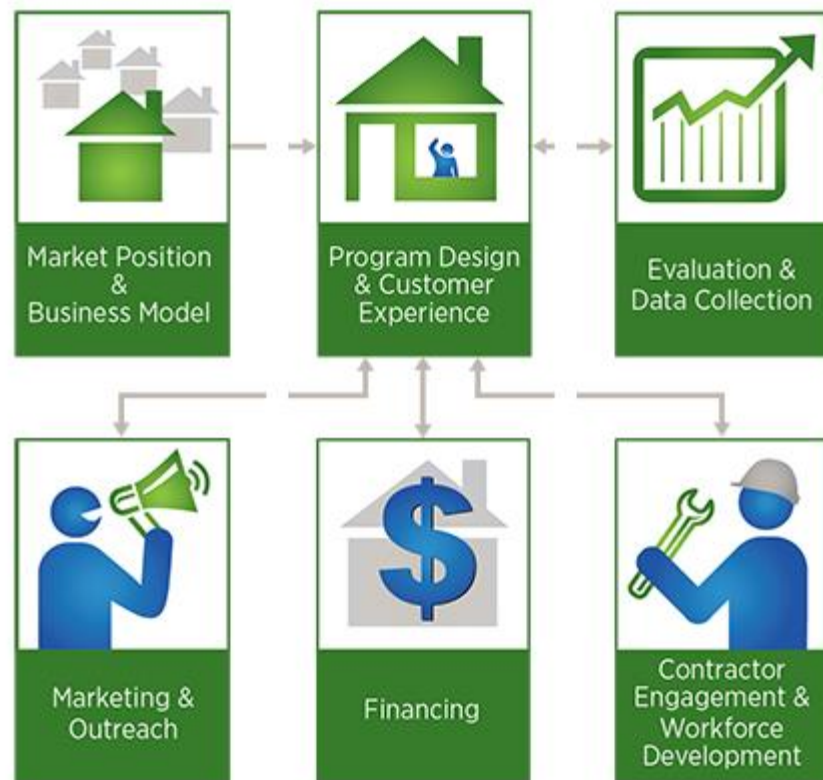 Market Position
&
Business Model
Program Design
& Customer
Experience
Evaluation &
Data Collection
Marketing &
Outreach
Financing
Contractor
Engagement &
Workforce
Development